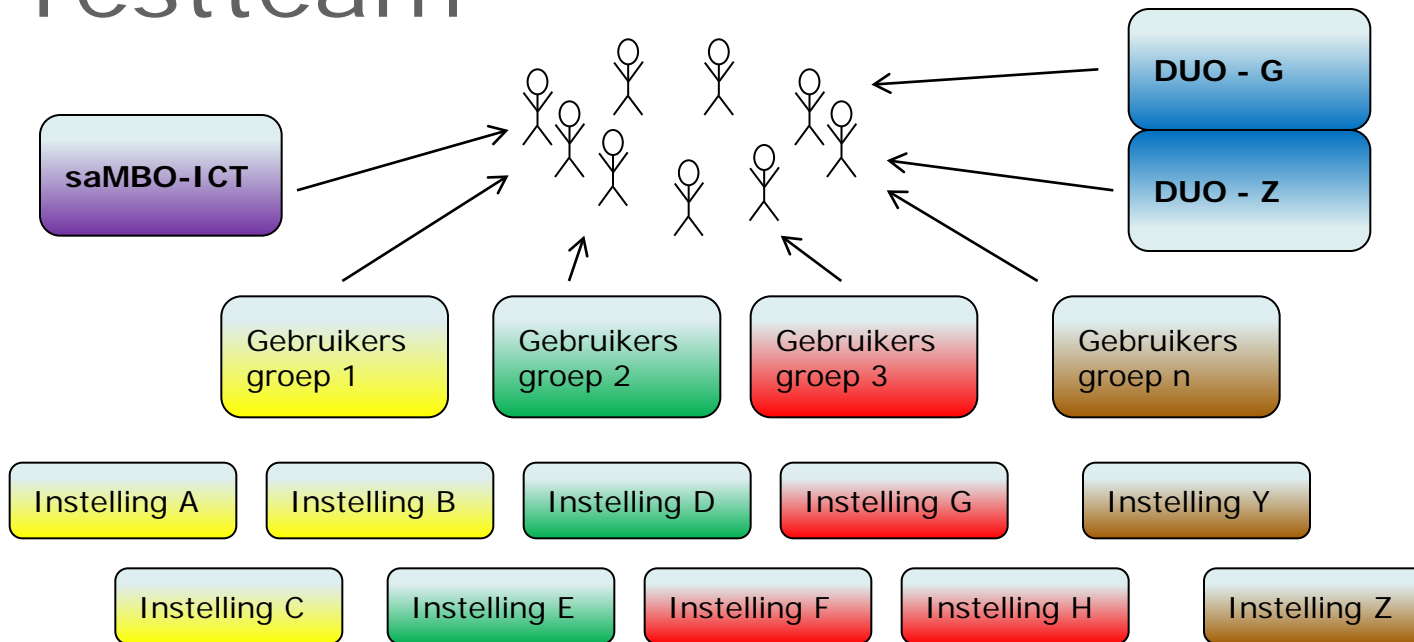 Testteam
DUO - G
saMBO-ICT
DUO - Z
Gebruikers
groep 1
Gebruikers
groep 2
Gebruikers
groep 3
Gebruikers
groep n
Instelling A
Instelling B
Instelling D
Instelling G
Instelling Y
Instelling C
Instelling E
Instelling F
Instelling H
Instelling Z